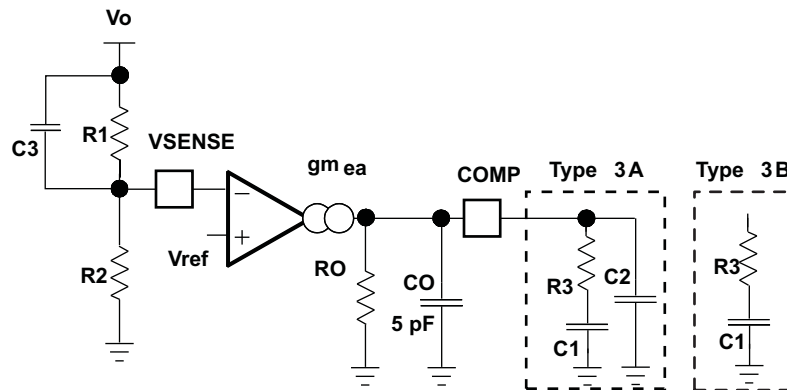 Vo
C3
R1
VSENSE
gm ea
COMP
Type 3A
Type 3B
Vref
R2
RO
CO
5 pF
R3
C2
C1
R3
C1